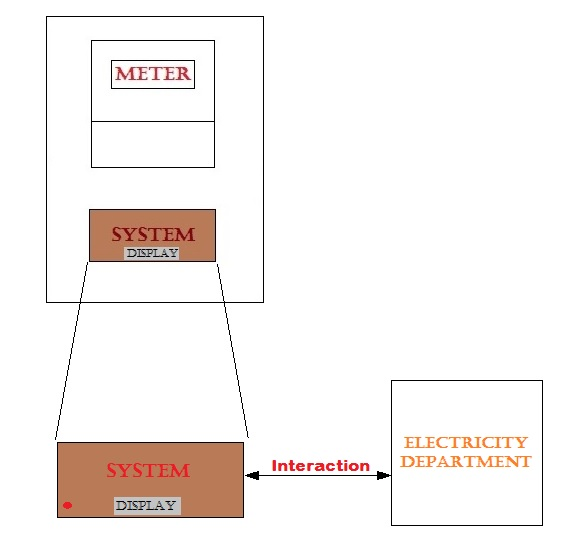 METER
SYSTEM
DISPLAY
SYSTEM
DISPLAY
Interaction
ELECTRICITY
DEPARTMENT